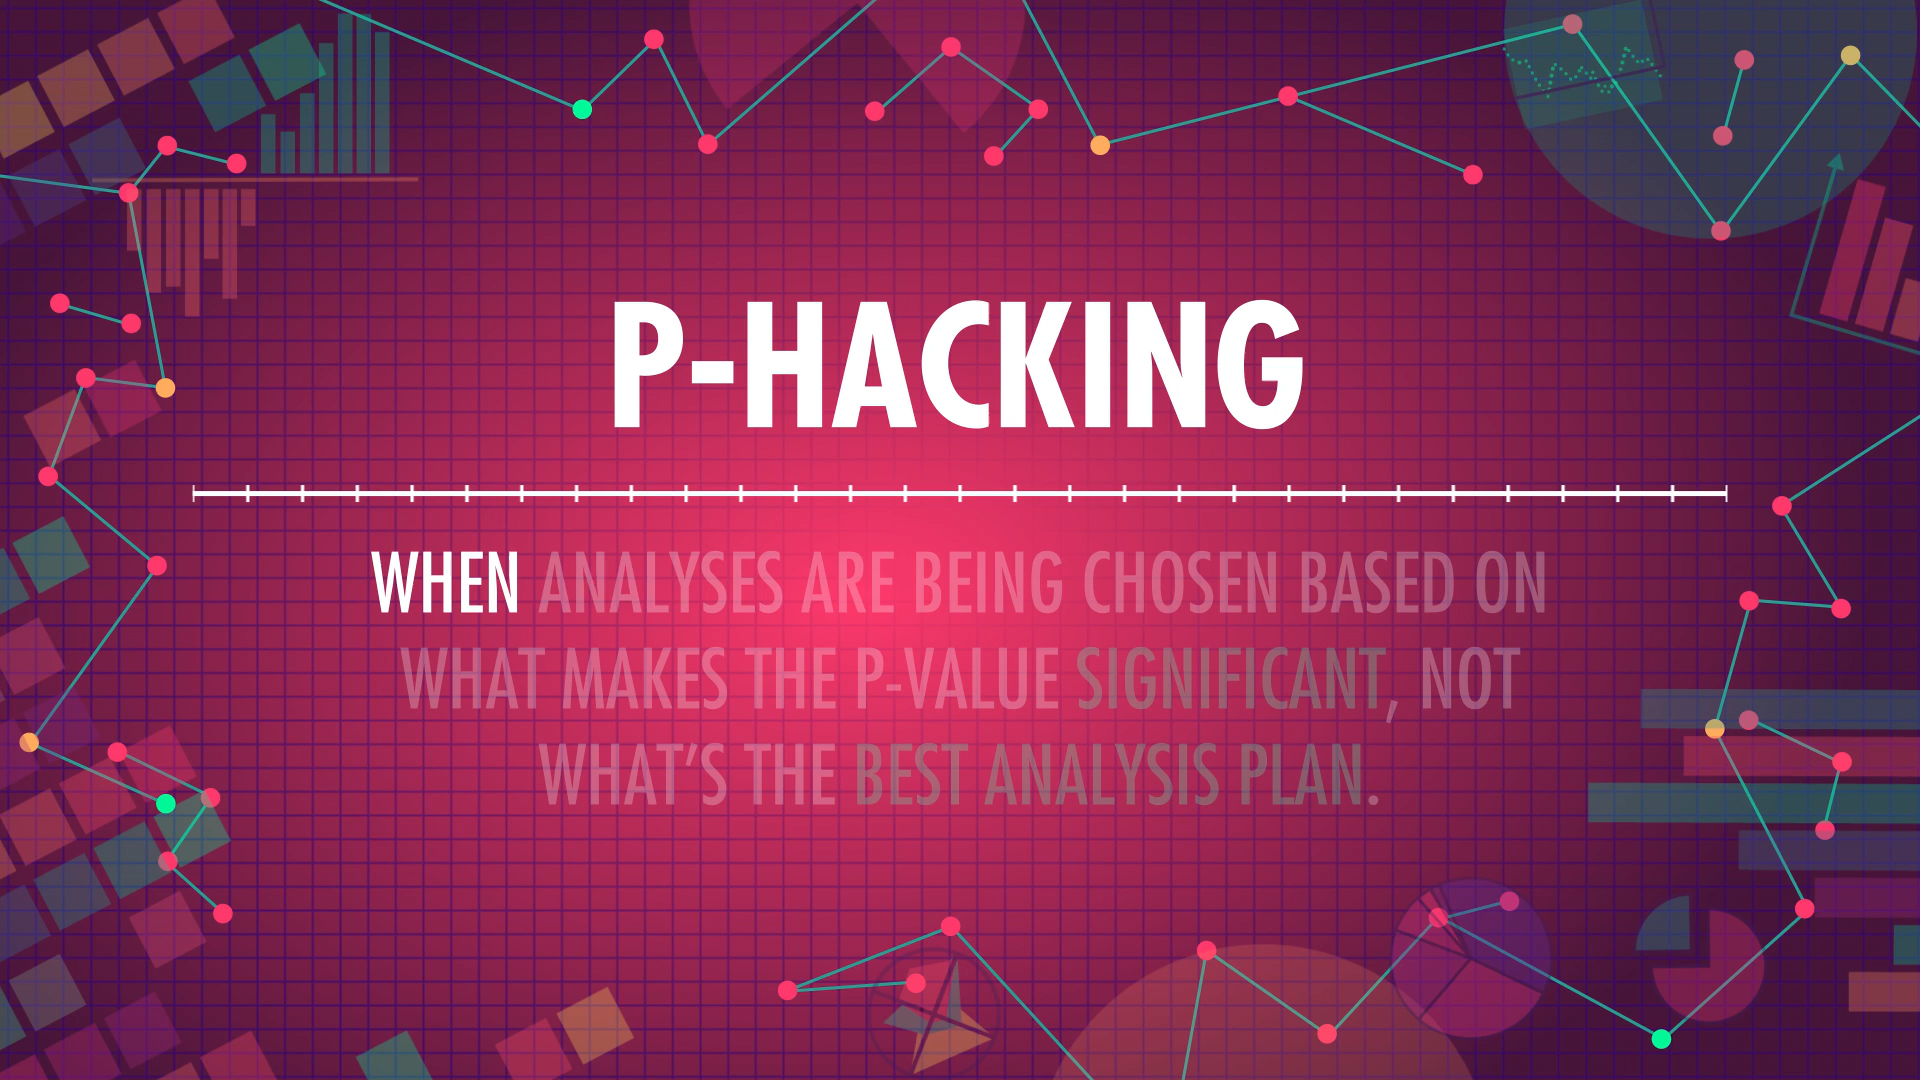 P-HACKING
WHEN ANALYSES ARE BEING CHOSEN BASED ON
WHAT MAKES THE P-VALUE SIGNIFICANT, NOT
WHAT'S THE BEST ANALYSIS PLAN.